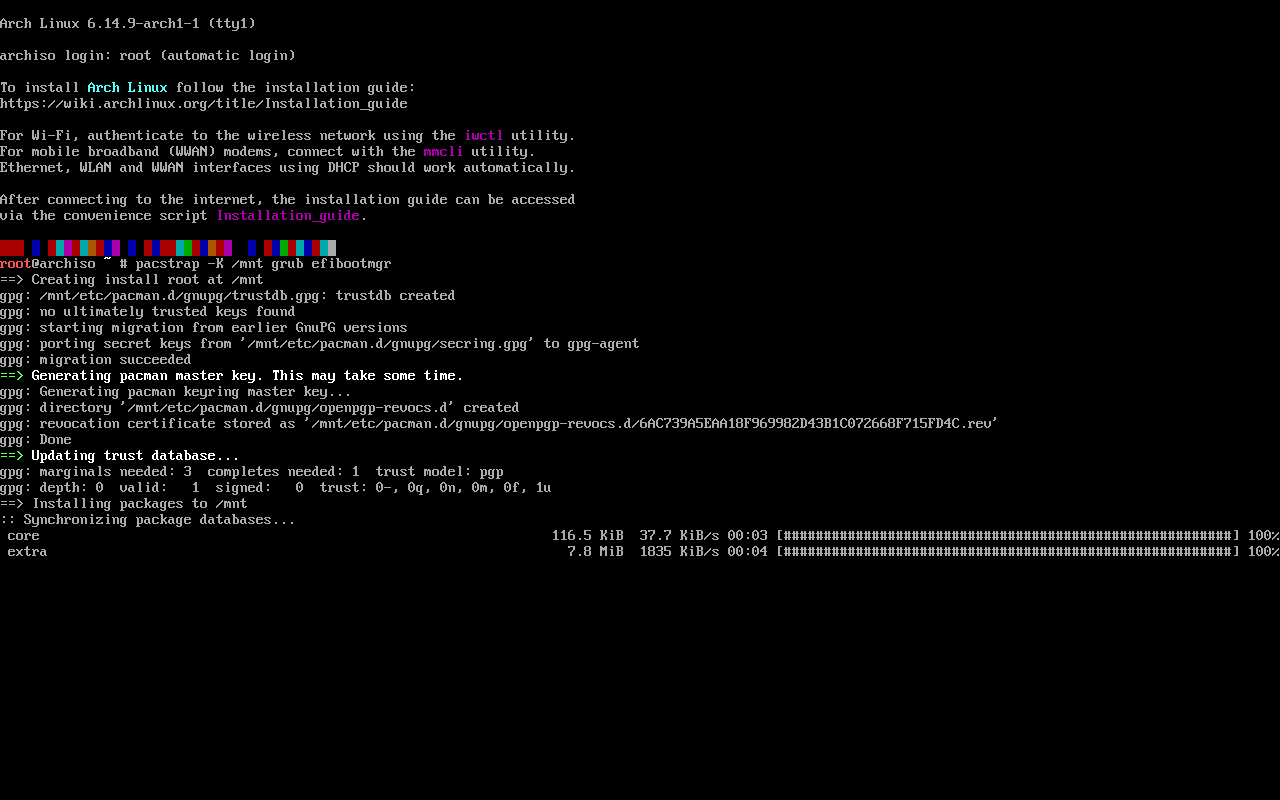 Arch Linux 6.14.9-arch1-1 (tty1)
archiso login: root (automatic login)
To install Arch Linux follow the installation guide:
https://wiki.archlinux.org/title/Installation_guide
For Wi-Fi, authenticate to the wireless network using the iwctl utility.
For mobile broadband (WWAN) modems, connect with the mmcli utility.
Ethernet, WLAN and WWAN interfaces using DHCP should work automatically.
After connecting to the internet, the installation guide can be accessed
via the convenience script Installation_guide.
root@archiso ~ # pacstrap -K /mnt grub efibootmgr
==> Creating install root at /mnt
gpg: /mnt/etc/pacman.d/gnupg/trustdb.gpg: trustdb created
gpg: no ultimately trusted keys found
gpg: starting migration from earlier GnuPG versions
gpg: porting secret keys from '/mnt/etc/pacman.d/gnupg/secring.gpg' to gpg-agent
gpg: migration succeeded
==> Generating pacman master key. This may take some time.
gpg: Generating pacman keyring master key...
gpg: directory '/mnt/etc/pacman.d/gnupg/openpgp-revocs.d' created
gpg: revocation certificate stored as '/mnt/etc/pacman.d/gnupg/openpgp-revocs.d/6AC739A5EAA18F969982D43B1C072668F715FD4C.rev'
gpg: Done
==> Updating trust database...
gpg: marginals needed: 3  completes needed: 1  trust model: pgp
gpg: depth: 0  valid:   1  signed:   0  trust: 0-, 0q, 0n, 0m, 0f, 1u
==> Installing packages to /mnt
:: Synchronizing package databases...
core 116.5 KiB  37.7 KiB/s 00:03 [########################################################] 100%
extra 7.8 MiB  1835 KiB/s 00:04 [########################################################] 100%